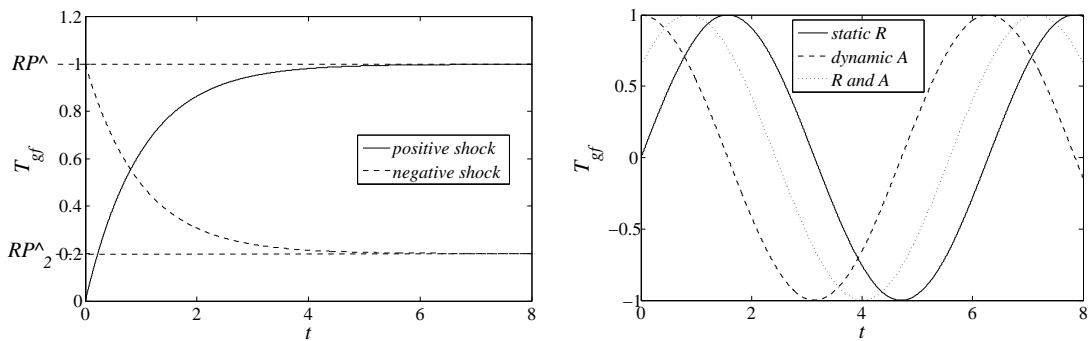 1.2
RP^
1
0.8
0.6
0.4
RP^2
0.2
0
T_gf
positive shock
negative shock
0 2 4 6 8
t
1
0.5
0
−0.5
−1
T_gf
static R
dynamic A
R and A
0 2 4 6 8
t